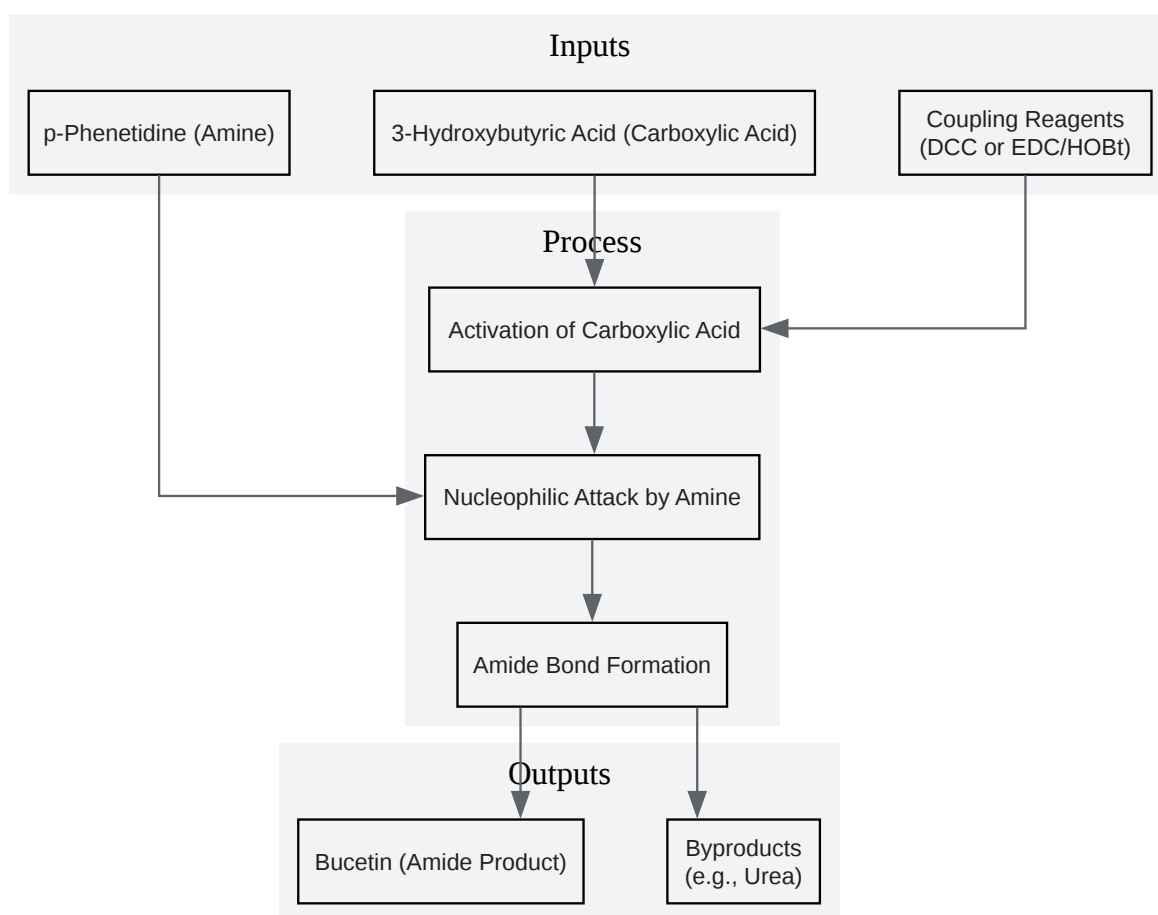 Inputs
p-Phenetidine (Amine)
3-Hydroxybutyric Acid (Carboxylic Acid)
Coupling Reagents
(DCC or EDC/HOBt)
Process
Activation of Carboxylic Acid
Nucleophilic Attack by Amine
Amide Bond Formation
Outputs
Bucetin (Amide Product)
Byproducts
(e.g., Urea)